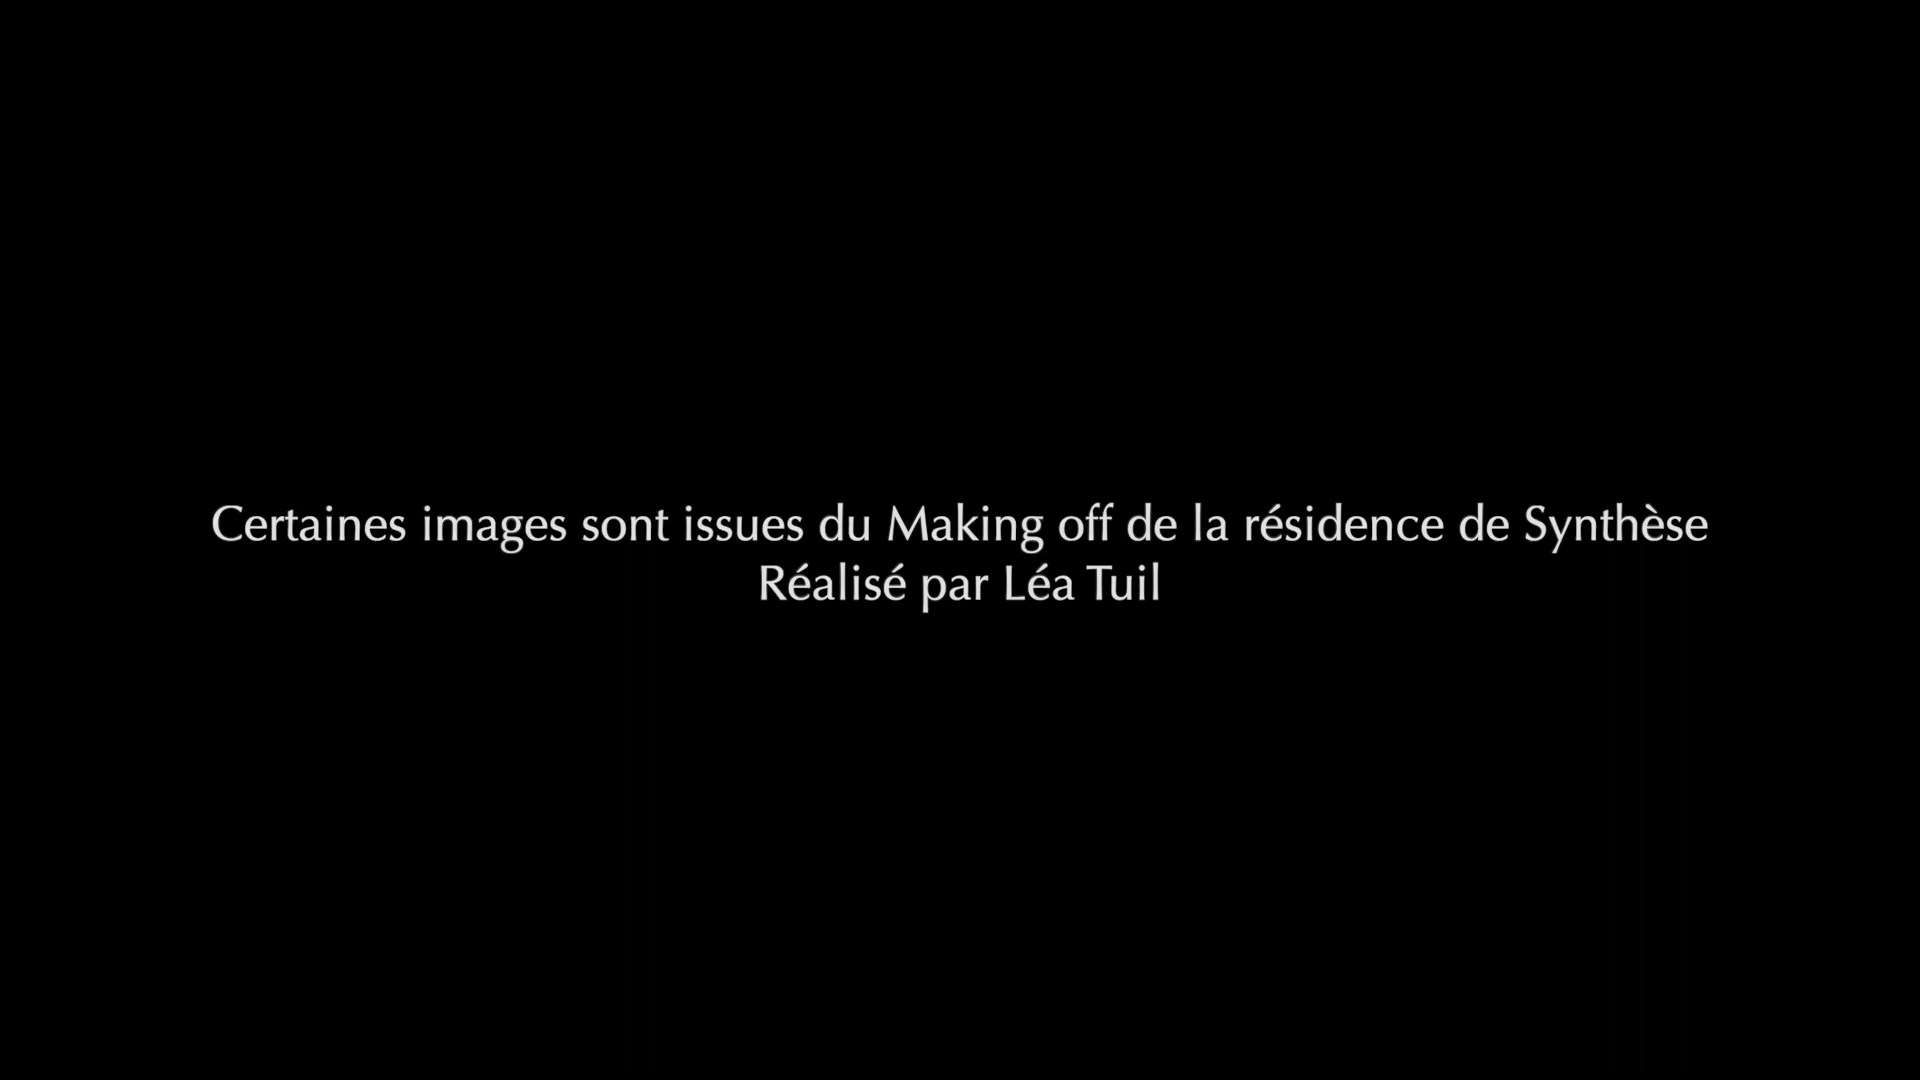 Certaines images sont issues du Making off de la résidence de Synthèse
Réalisé par Léa Tuil